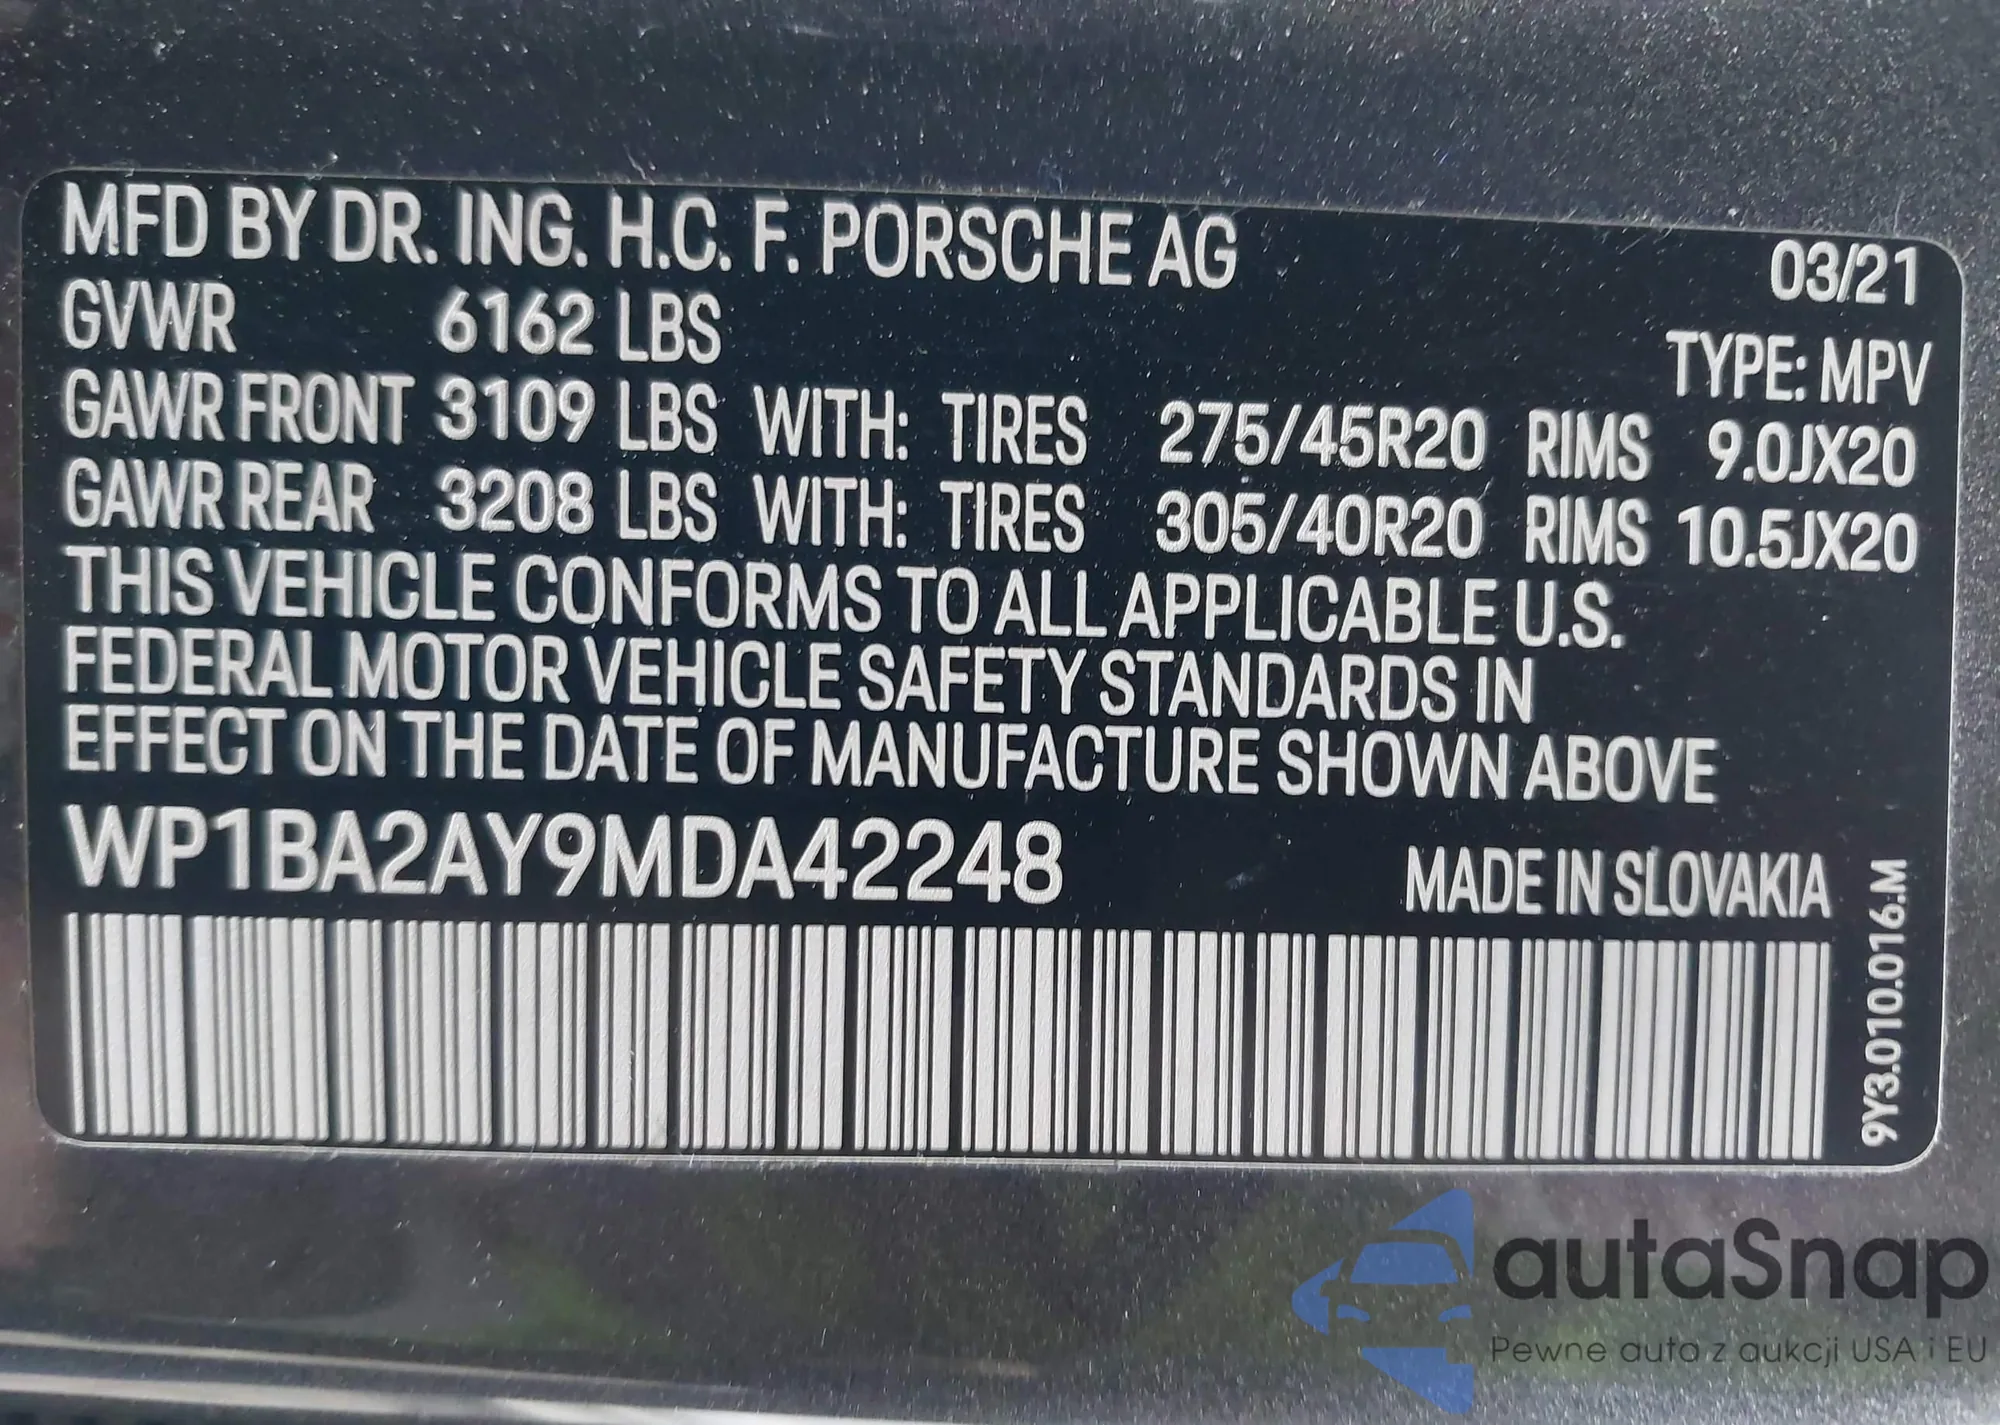 MFD BY DR. ING. H.C. F. PORSCHE AG 03/21
GVWR 6162 LBS TYPE: MPV
GAWR FRONT 3109 LBS WITH: TIRES 275/45R20 RIMS 9.0JX20
GAWR REAR 3208 LBS WITH: TIRES 305/40R20 RIMS 10.5JX20
THIS VEHICLE CONFORMS TO ALL APPLICABLE U.S.
FEDERAL MOTOR VEHICLE SAFETY STANDARDS IN
EFFECT ON THE DATE OF MANUFACTURE SHOWN ABOVE
WP1BA2AY9MDA42248 MADE IN SLOVAKIA
9Y3.010.016.M
autaSnap
Pewne auta z aukcji USA i EU